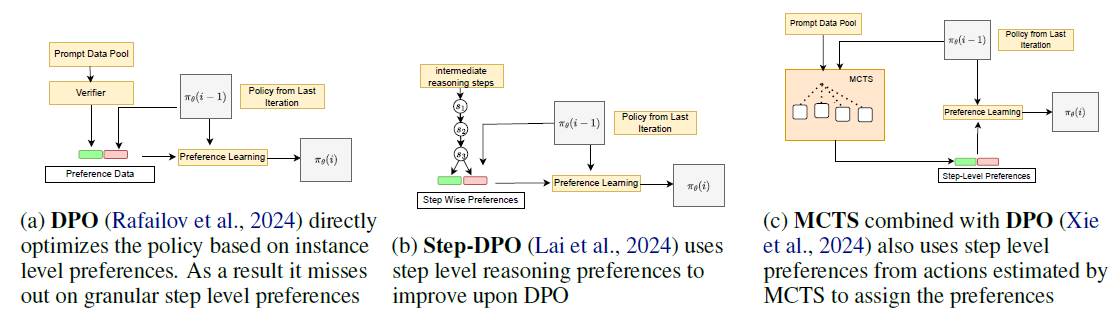 Prompt Data Pool
Verifier
πθ(i−1)
Policy from Last
Iteration
Preference Learning
πθ(i)
Preference Data
(a) DPO (Rafailov et al., 2024) directly
optimizes the policy based on instance
level preferences. As a result it misses
out on granular step level preferences
intermediate
reasoning steps
s1
s2
s3
πθ(i−1)
Policy from Last
Iteration
Step Wise Preferences
Preference Learning
πθ(i)
(b) Step-DPO (Lai et al., 2024) uses
step level reasoning preferences to
improve upon DPO
Prompt Data Pool
MCTS
πθ(i−1)
Policy from Last
Iteration
Preference Learning
πθ(i)
Step-Level Preferences
(c) MCTS combined with DPO (Xie
et al., 2024) also uses step level
preferences from actions estimated by
MCTS to assign the preferences